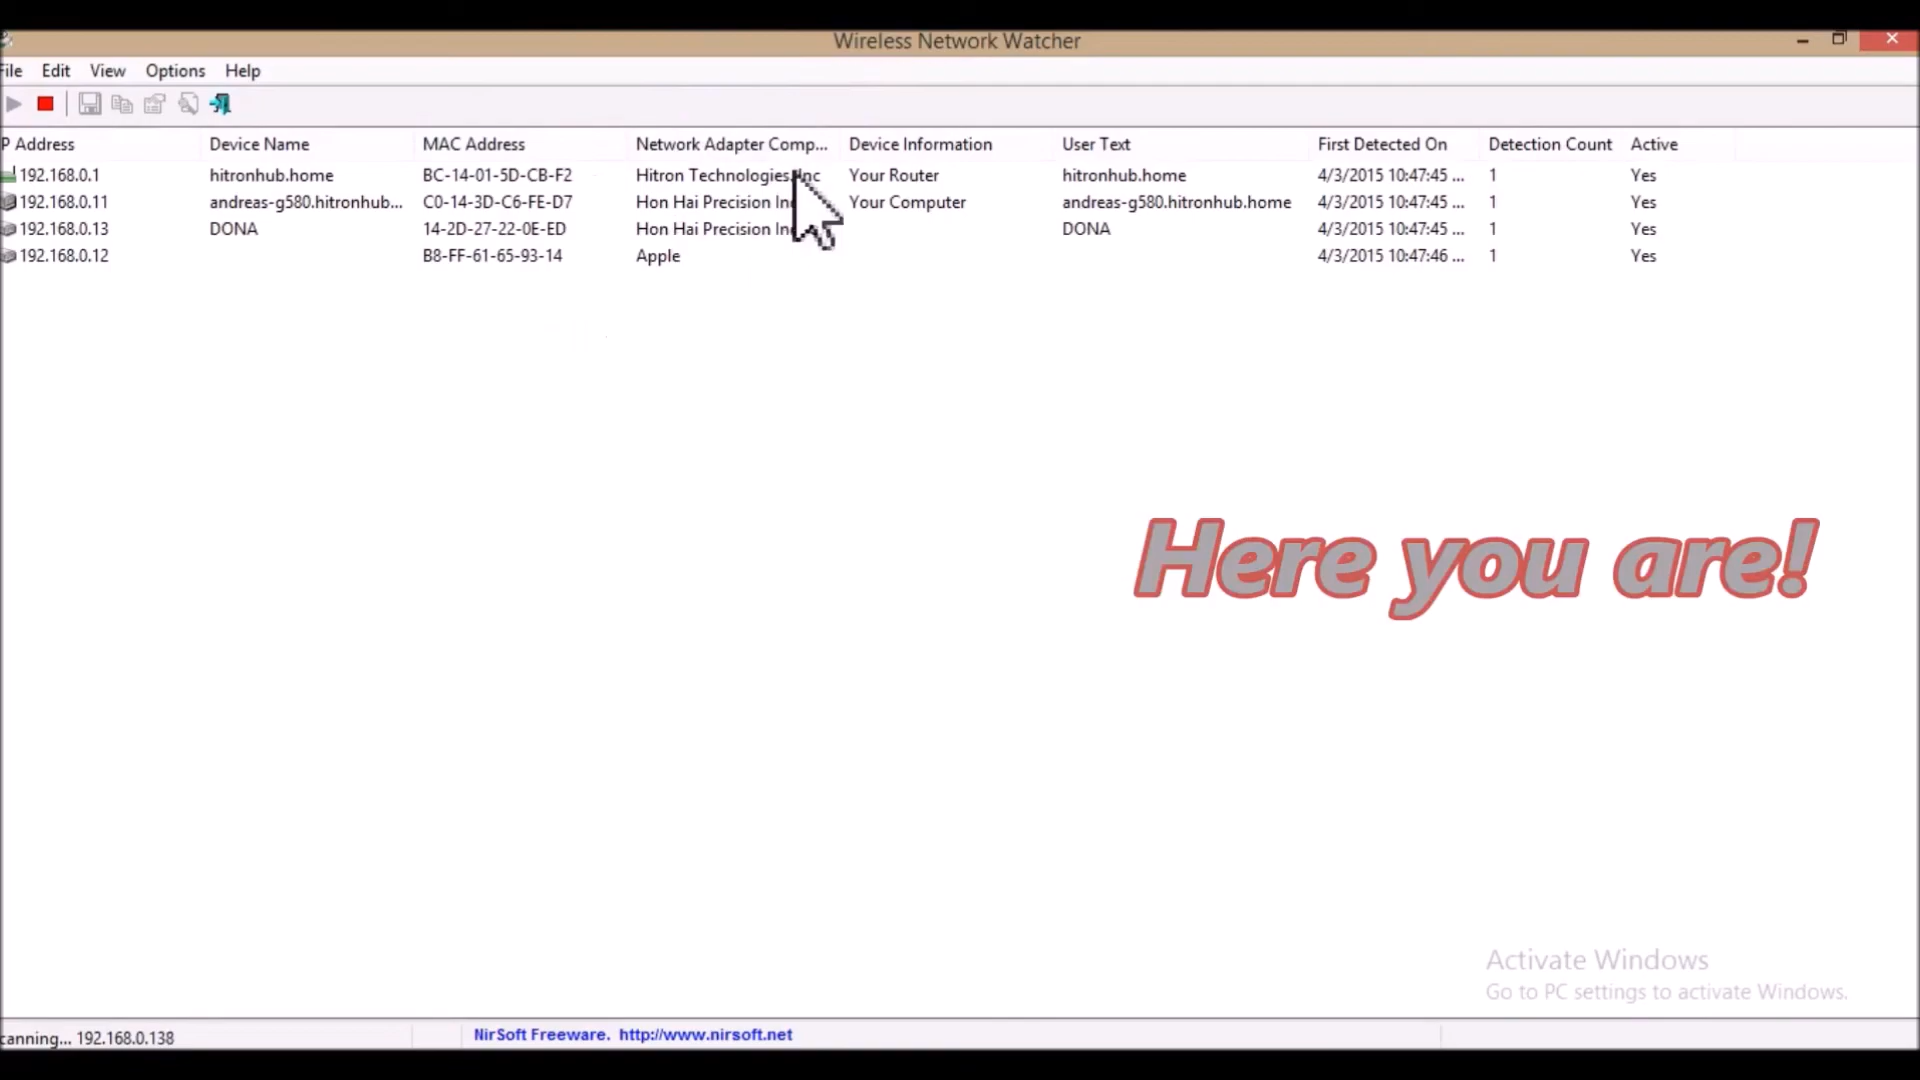 Wireless Network Watcher
File Edit View Options Help
P Address Device Name MAC Address Network Adapter Comp... Device Information User Text First Detected On Detection Count Active
192.168.0.1 hitronhub.home BC-14-01-5D-CB-F2 Hitron Technologies. Inc Your Router hitronhub.home 4/3/2015 10:47:45 ... 1 Yes
192.168.0.11 andreas-g580.hitronhub... C0-14-3D-C6-FE-D7 Hon Hai Precision In Your Computer andreas-g580.hitronhub.home 4/3/2015 10:47:45 ... 1 Yes
192.168.0.13 DONA 14-2D-27-22-0E-ED Hon Hai Precision In DONA 4/3/2015 10:47:45 ... 1 Yes
192.168.0.12 B8-FF-61-65-93-14 Apple 4/3/2015 10:47:46 ... 1 Yes
Here you are!
Activate Windows
Go to PC settings to activate Windows.
canning... 192.168.0.138 NirSoft Freeware. http://www.nirsoft.net